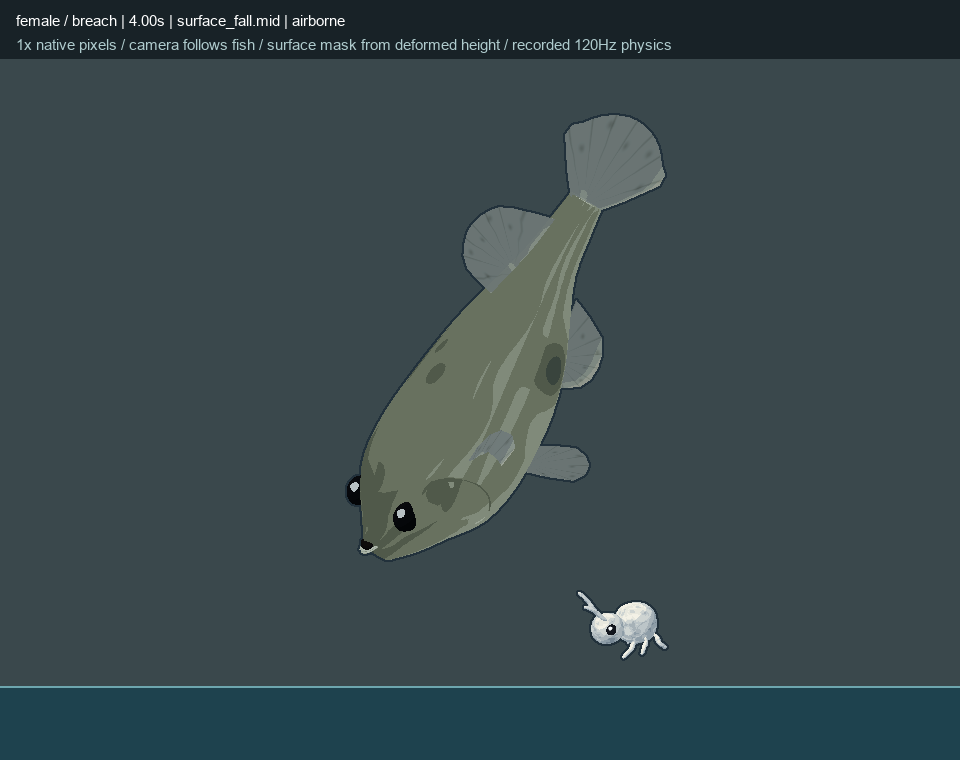 female / breach | 4.00s | surface_fall.mid | airborne
1x native pixels / camera follows fish / surface mask from deformed height / recorded 120Hz physics